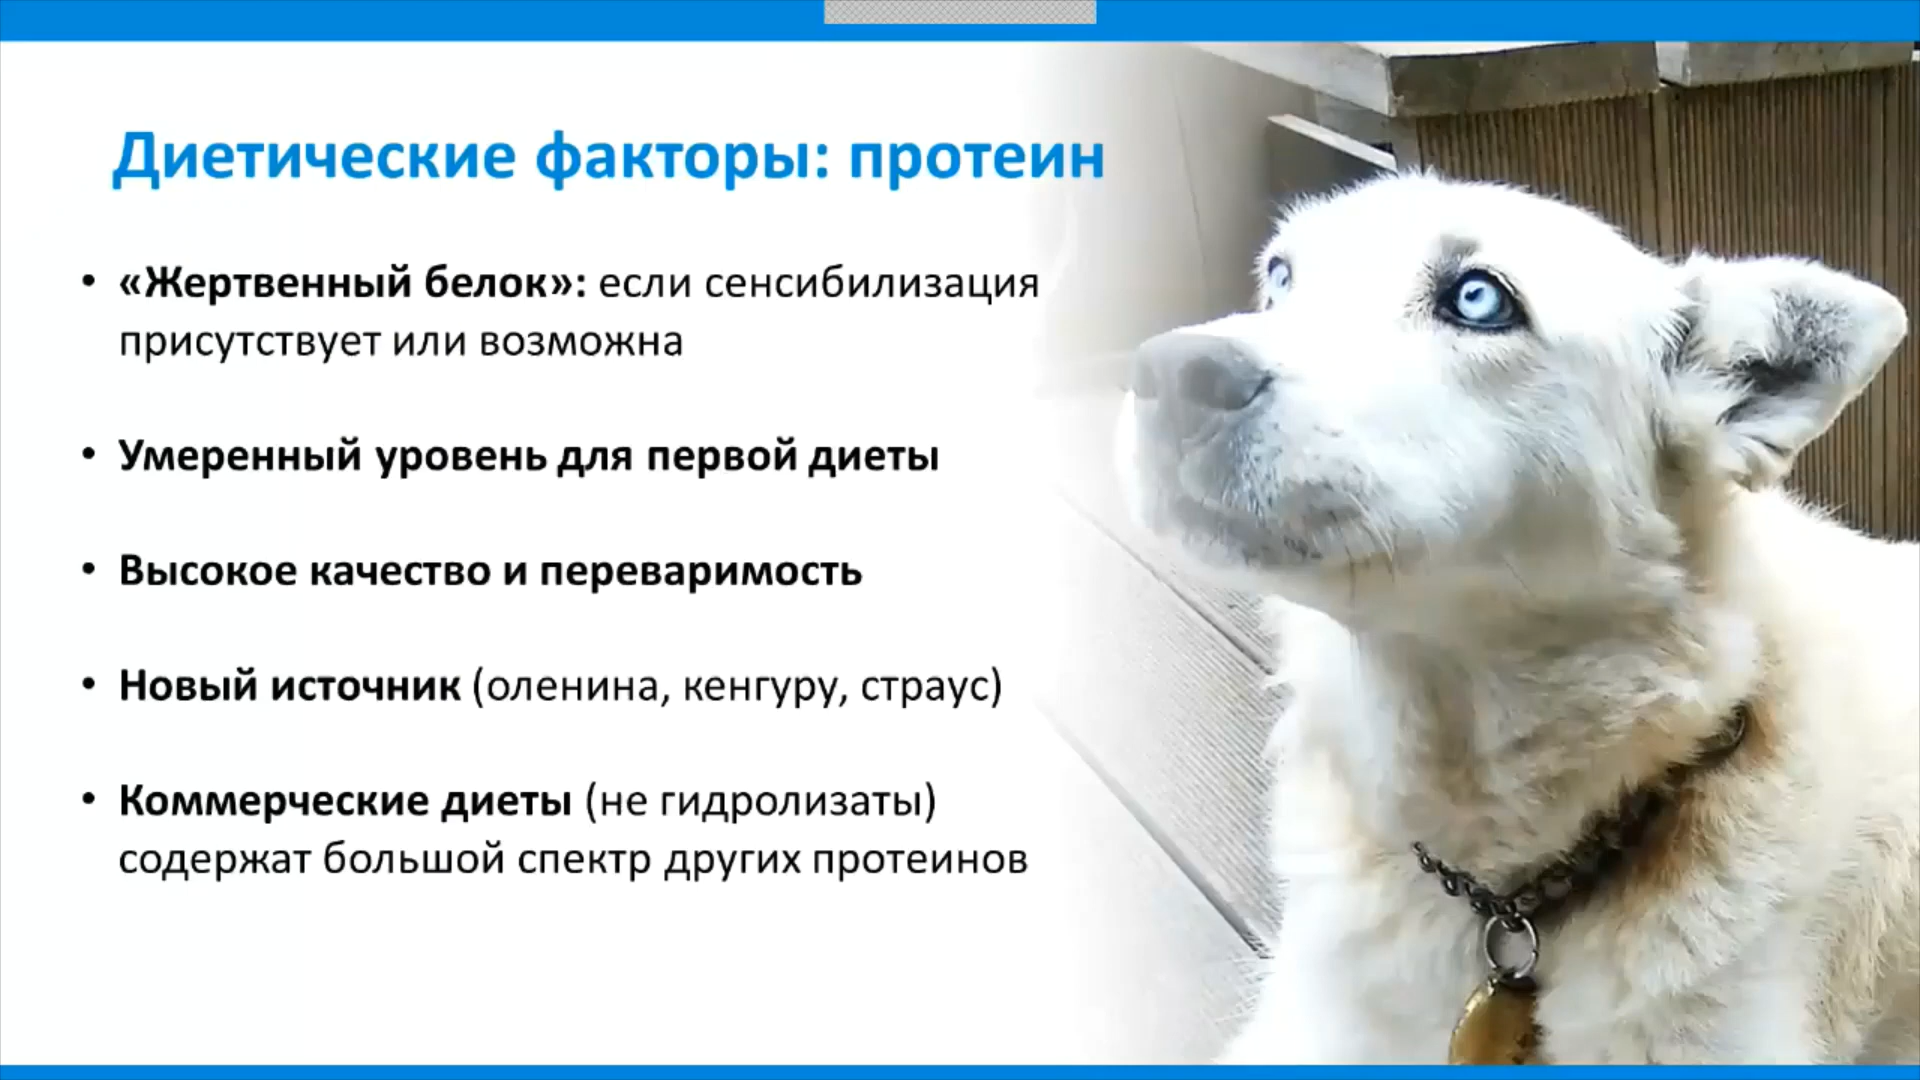 Диетические факторы: протеин
• «Жертвенный белок»: если сенсибилизация
присутствует или возможна
• Умеренный уровень для первой диеты
• Высокое качество и переваримость
• Новый источник (оленина, кенгуру, страус)
• Коммерческие диеты (не гидролизаты)
содержат большой спектр других протеинов